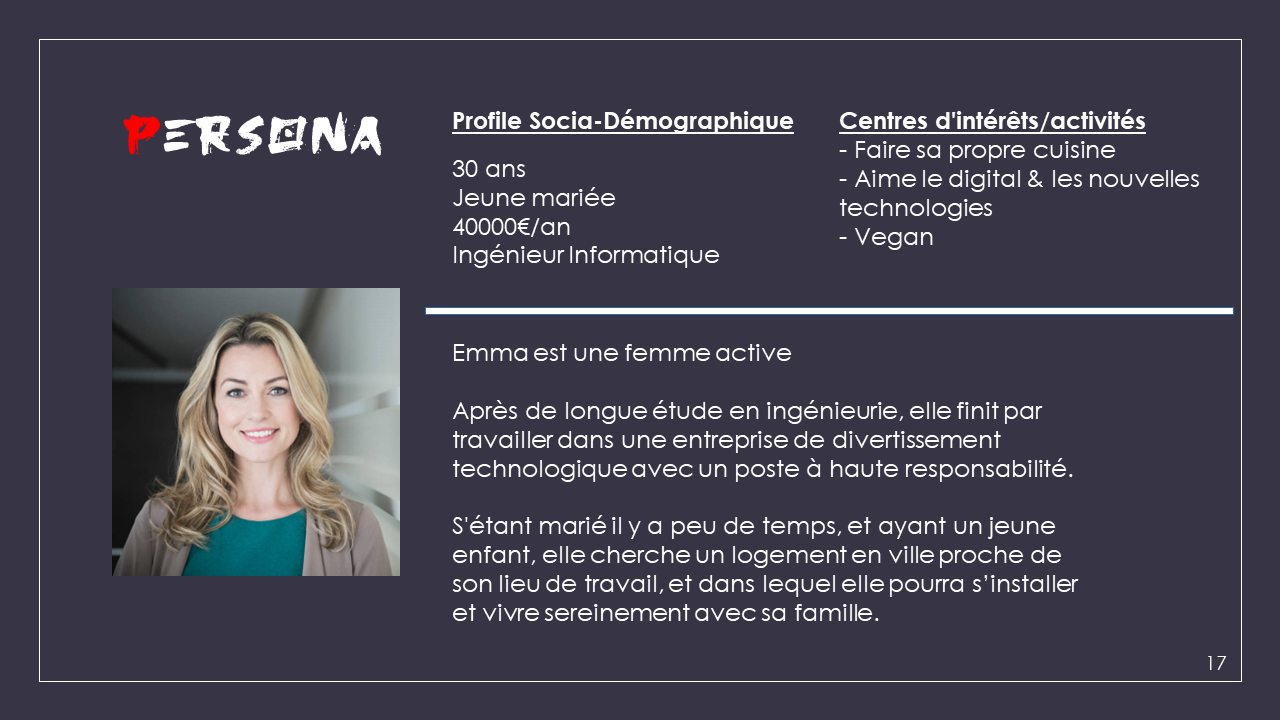 PERSONA
Profile Socia-Démographique
30 ans
Jeune mariée
40000€/an
Ingénieur Informatique
Centres d'intérêts/activités
- Faire sa propre cuisine
- Aime le digital & les nouvelles
technologies
- Vegan
Emma est une femme active
Après de longue étude en ingénieurie, elle finit par
travailler dans une entreprise de divertissement
technologique avec un poste à haute responsabilité.
S'étant marié il y a peu de temps, et ayant un jeune
enfant, elle cherche un logement en ville proche de
son lieu de travail, et dans lequel elle pourra s’installer
et vivre sereinement avec sa famille.
17